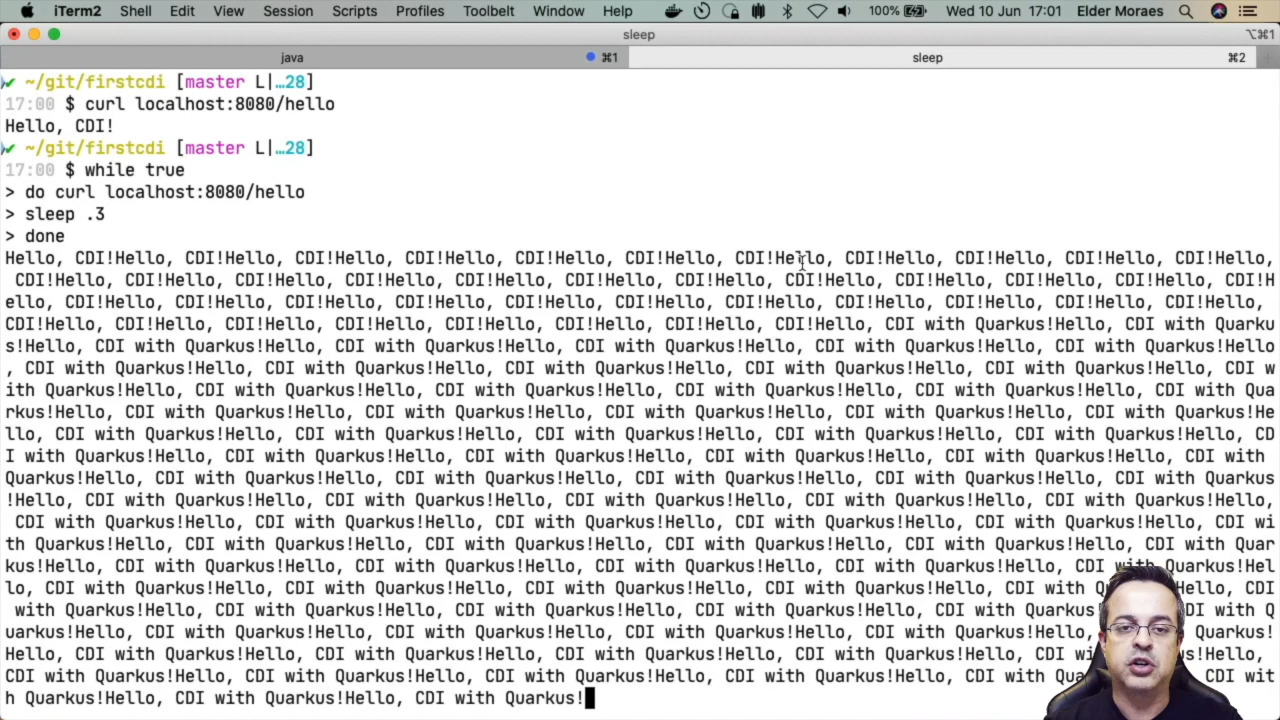 iTerm2 Shell Edit View Session Scripts Profiles Toolbelt Window Help 100% Wed 10 Jun 17:01 Elder Moraes
sleep ⌥⌘1
java ⌘1 sleep ⌘2
✔ ~/git/firstcdi [master L|…28]
17:00 $ curl localhost:8080/hello
Hello, CDI!
✔ ~/git/firstcdi [master L|…28]
17:00 $ while true
> do curl localhost:8080/hello
> sleep .3
> done
Hello, CDI!Hello, CDI!Hello, CDI!Hello, CDI!Hello, CDI!Hello, CDI!Hello, CDI!Hello, CDI!Hello, CDI!Hello, CDI!Hello, CDI!Hello,
CDI!Hello, CDI!Hello, CDI!Hello, CDI!Hello, CDI!Hello, CDI!Hello, CDI!Hello, CDI!Hello, CDI!Hello, CDI!Hello, CDI!Hello, CDI!H
ello, CDI!Hello, CDI!Hello, CDI!Hello, CDI!Hello, CDI!Hello, CDI!Hello, CDI!Hello, CDI!Hello, CDI!Hello, CDI!Hello, CDI!Hello,
CDI!Hello, CDI!Hello, CDI!Hello, CDI!Hello, CDI!Hello, CDI!Hello, CDI!Hello, CDI!Hello, CDI with Quarkus!Hello, CDI with Quarku
s!Hello, CDI with Quarkus!Hello, CDI with Quarkus!Hello, CDI with Quarkus!Hello, CDI with Quarkus!Hello, CDI with Quarkus!Hello
, CDI with Quarkus!Hello, CDI with Quarkus!Hello, CDI with Quarkus!Hello, CDI with Quarkus!Hello, CDI with Quarkus!Hello, CDI w
ith Quarkus!Hello, CDI with Quarkus!Hello, CDI with Quarkus!Hello, CDI with Quarkus!Hello, CDI with Quarkus!Hello, CDI with Qua
rkus!Hello, CDI with Quarkus!Hello, CDI with Quarkus!Hello, CDI with Quarkus!Hello, CDI with Quarkus!Hello, CDI with Quarkus!He
llo, CDI with Quarkus!Hello, CDI with Quarkus!Hello, CDI with Quarkus!Hello, CDI with Quarkus!Hello, CDI with Quarkus!Hello, CD
I with Quarkus!Hello, CDI with Quarkus!Hello, CDI with Quarkus!Hello, CDI with Quarkus!Hello, CDI with Quarkus!Hello, CDI with
Quarkus!Hello, CDI with Quarkus!Hello, CDI with Quarkus!Hello, CDI with Quarkus!Hello, CDI with Quarkus!Hello, CDI with Quarkus
!Hello, CDI with Quarkus!Hello, CDI with Quarkus!Hello, CDI with Quarkus!Hello, CDI with Quarkus!Hello, CDI with Quarkus!Hello,
CDI with Quarkus!Hello, CDI with Quarkus!Hello, CDI with Quarkus!Hello, CDI with Quarkus!Hello, CDI with Quarkus!Hello, CDI wi
th Quarkus!Hello, CDI with Quarkus!Hello, CDI with Quarkus!Hello, CDI with Quarkus!Hello, CDI with Quarkus!Hello, CDI with Quar
kus!Hello, CDI with Quarkus!Hello, CDI with Quarkus!Hello, CDI with Quarkus!Hello, CDI with Quarkus!Hello, CDI with Quarkus!Hel
lo, CDI with Quarkus!Hello, CDI with Quarkus!Hello, CDI with Quarkus!Hello, CDI with Quarkus!Hello, CDI with Hello, CDI
with Quarkus!Hello, CDI with Quarkus!Hello, CDI with Quarkus!Hello, CDI with Quarkus!Hello, CDI with Quarkus CDI with Q
uarkus!Hello, CDI with Quarkus!Hello, CDI with Quarkus!Hello, CDI with Quarkus!Hello, CDI with Quarkus!Hello, Quarkus!
Hello, CDI with Quarkus!Hello, CDI with Quarkus!Hello, CDI with Quarkus!Hello, CDI with Quarkus!Hello, CDI with Hello,
CDI with Quarkus!Hello, CDI with Quarkus!Hello, CDI with Quarkus!Hello, CDI with Quarkus!Hello, CDI Quarkus!Hello, CDI wit
h Quarkus!Hello, CDI with Quarkus!Hello, CDI with Quarkus!